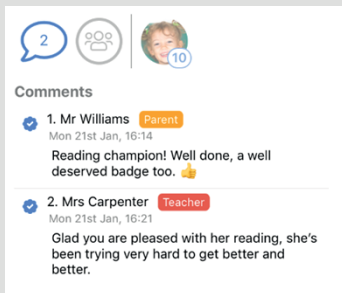 2
10
Comments
1. Mr Williams Parent
Mon 21st Jan, 16:14
Reading champion! Well done, a well
deserved badge too. 👍
2. Mrs Carpenter Teacher
Mon 21st Jan, 16:21
Glad you are pleased with her reading, she's
been trying very hard to get better and
better.